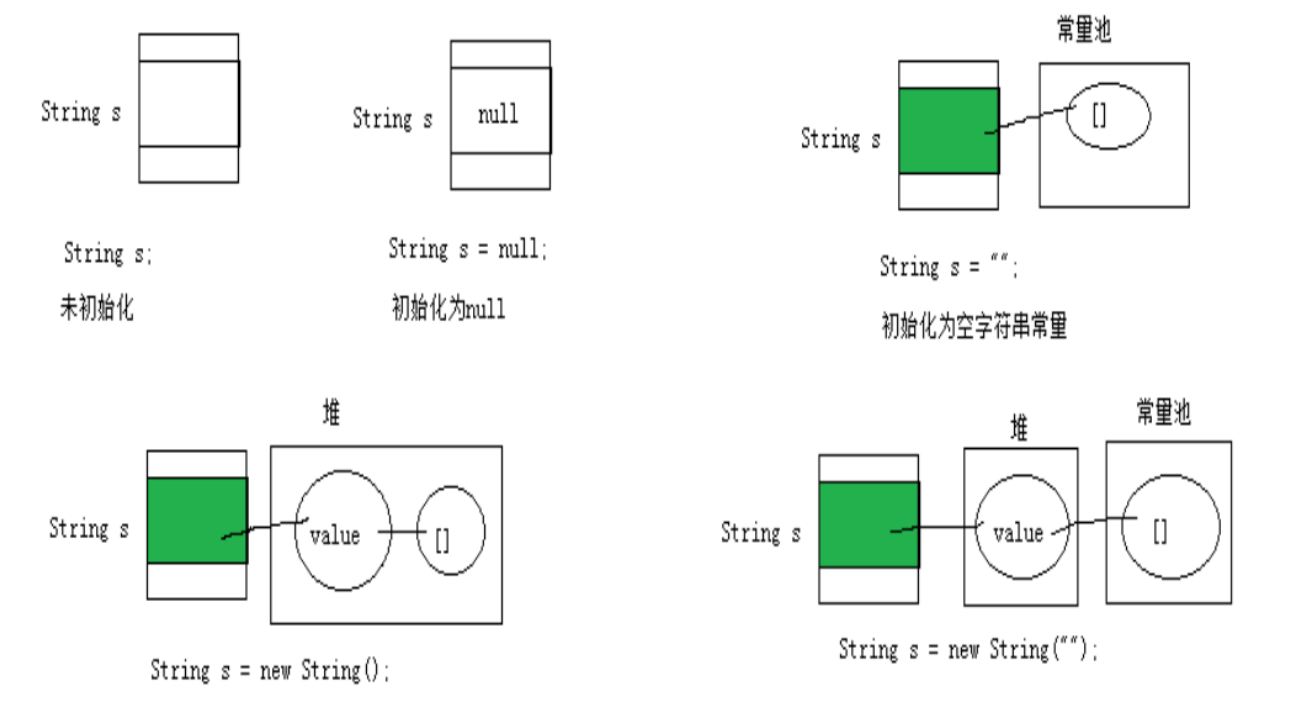 String s
String s;
未初始化
String s
null
String s = null;
初始化为null
常量池
String s
[]
String s = "";
初始化为空字符串常量
堆
String s
value
[]
String s = new String();
堆
常量池
String s
value
[]
String s = new String("");